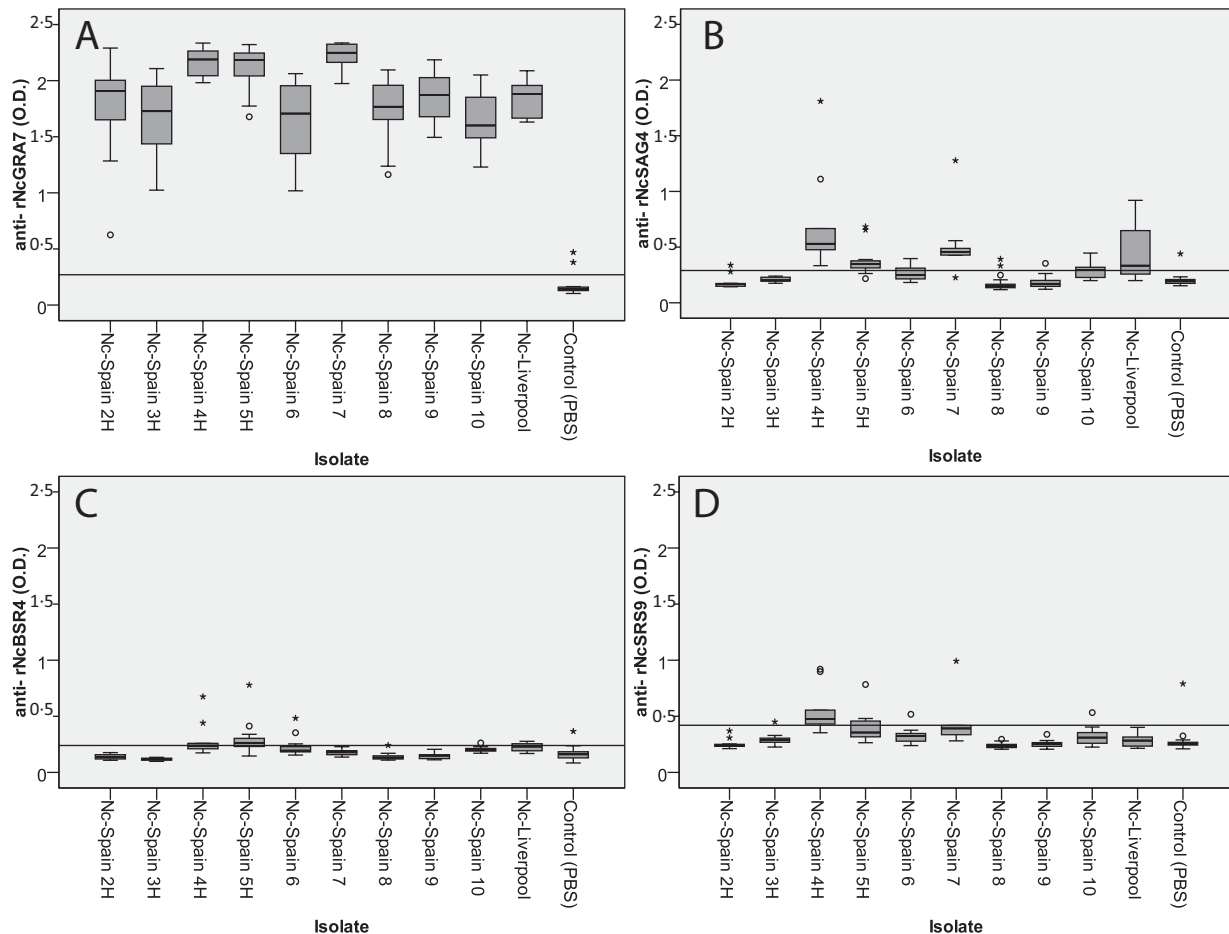 A
anti- rNcGRA7 (O.D.)
2·5
2
1·5
1
0·5
0
Nc-Spain 2H
Nc-Spain 3H
Nc-Spain 4H
Nc-Spain 5H
Nc-Spain 6
Nc-Spain 7
Nc-Spain 8
Nc-Spain 9
Nc-Spain 10
Nc-Liverpool
Control (PBS)
Isolate
B
anti- rNcSAG4 (O.D.)
2·5
2
1·5
1
0·5
0
Nc-Spain 2H
Nc-Spain 3H
Nc-Spain 4H
Nc-Spain 5H
Nc-Spain 6
Nc-Spain 7
Nc-Spain 8
Nc-Spain 9
Nc-Spain 10
Nc-Liverpool
Control (PBS)
Isolate
C
anti- rNcBSR4 (O.D.)
2·5
2
1·5
1
0·5
0
Nc-Spain 2H
Nc-Spain 3H
Nc-Spain 4H
Nc-Spain 5H
Nc-Spain 6
Nc-Spain 7
Nc-Spain 8
Nc-Spain 9
Nc-Spain 10
Nc-Liverpool
Control (PBS)
Isolate
D
anti- rNcSRS9 (O.D.)
2·5
2
1·5
1
0·5
0
Nc-Spain 2H
Nc-Spain 3H
Nc-Spain 4H
Nc-Spain 5H
Nc-Spain 6
Nc-Spain 7
Nc-Spain 8
Nc-Spain 9
Nc-Spain 10
Nc-Liverpool
Control (PBS)
Isolate